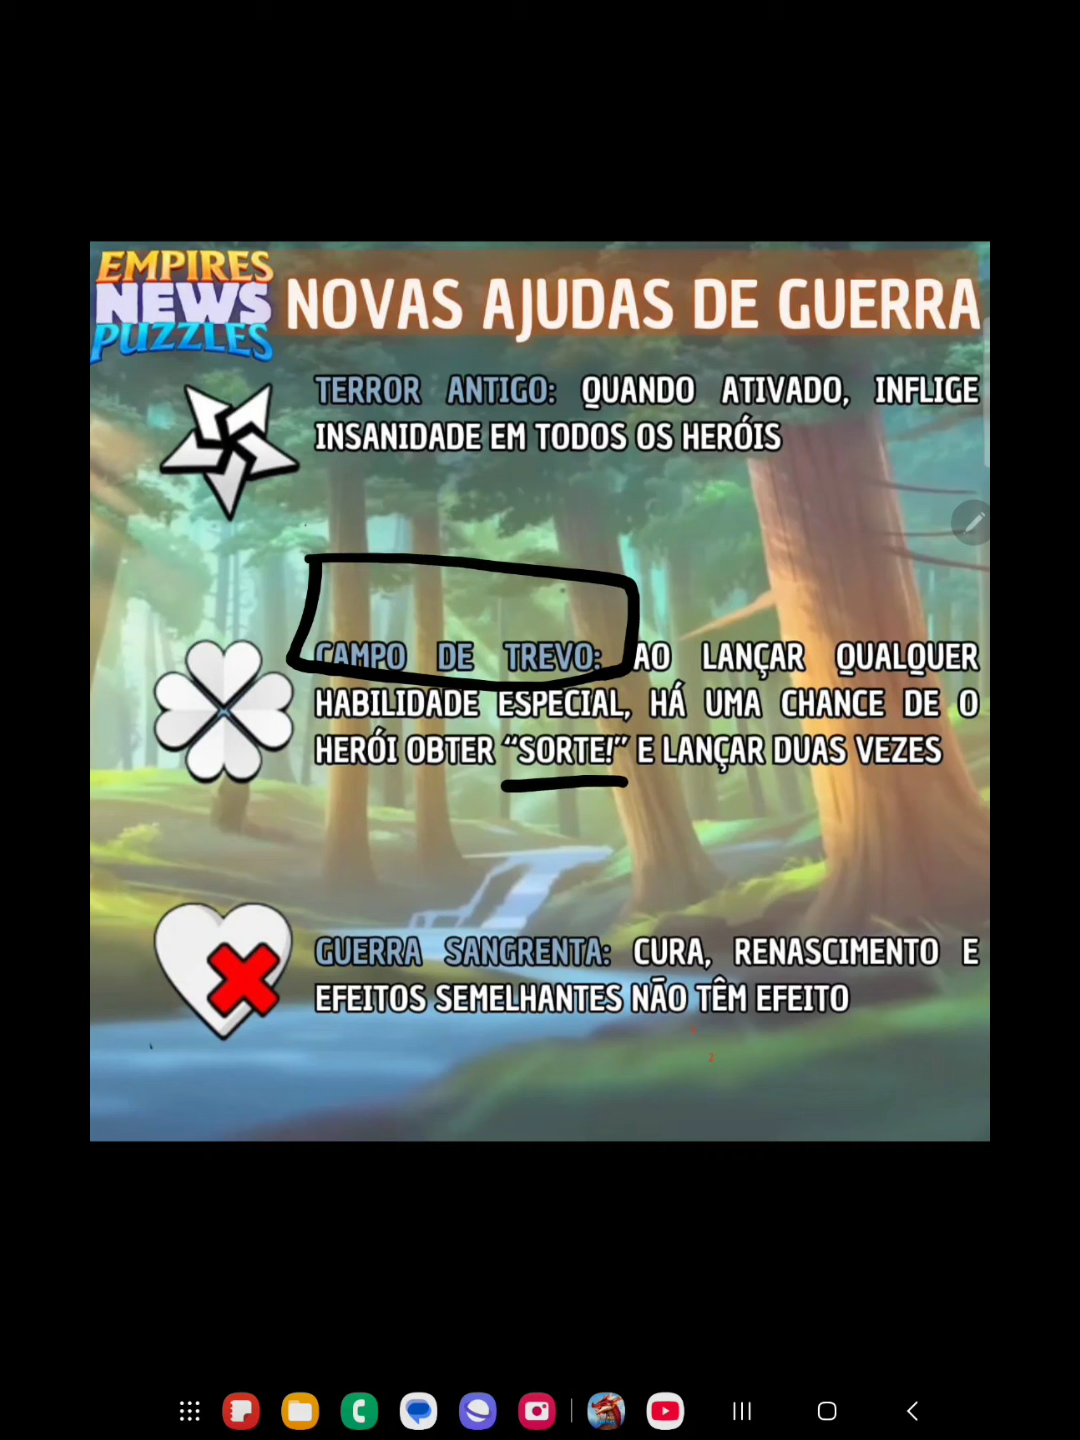 EMPIRES
NEWS
PUZZLES
NOVAS AJUDAS DE GUERRA
TERROR ANTIGO: QUANDO ATIVADO, INFLIGE
INSANIDADE EM TODOS OS HERÓIS
CAMPO DE TREVO: AO LANÇAR QUALQUER
HABILIDADE ESPECIAL, HÁ UMA CHANCE DE O
HERÓI OBTER “SORTE!” E LANÇAR DUAS VEZES
GUERRA SANGRENTA: CURA, RENASCIMENTO E
EFEITOS SEMELHANTES NÃO TÊM EFEITO
2